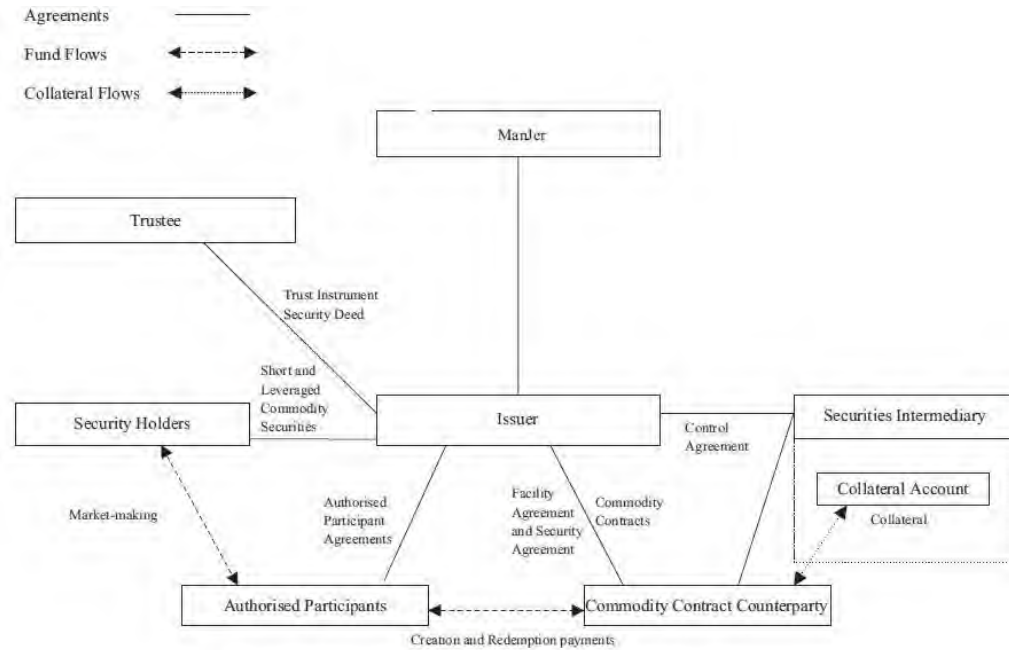 Agreements
Fund Flows
Collateral Flows
ManJer
Trustee
Trust Instrument
Security Deed
Short and
Leveraged
Commodity
Securities
Security Holders
Issuer
Securities Intermediary
Control
Agreement
Collateral Account
Collateral
Market-making
Authorised
Participant
Agreements
Facility
Agreement
and Security
Agreement
Commodity
Contracts
Authorised Participants
Commodity Contract Counterparty
Creation and Redemption payments